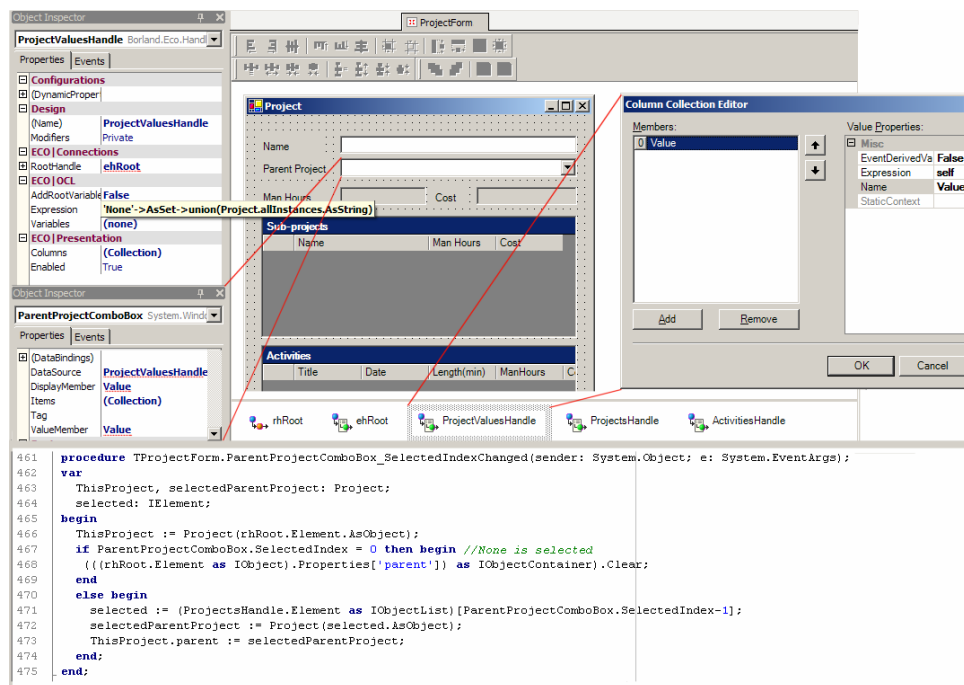 Object Inspector
ProjectValuesHandle Borland.Eco.Handl
Properties Events
Configurations
(DynamicProper
Design
(Name) ProjectValuesHandle
Modifiers Private
ECO|Connections
RootHandle ehRoot
ECO|OCL
AddRootVariable False
Expression 'None'->AsSet->union(Project.allInstances.AsString)
Variables (none)
ECO|Presentation
Columns (Collection)
Enabled True
Object Inspector
ParentProjectComboBox System.Windo
Properties Events
(DataBindings)
DataSource ProjectValuesHandle
DisplayMember Value
Items (Collection)
Tag
ValueMember Value
ProjectForm
Project
Name
Parent Project
Man Hours Cost
Sub-projects
Name Man Hours Cost
Activities
Title Date Length(min) ManHours C
rhRoot ehRoot ProjectValuesHandle ProjectsHandle ActivitiesHandle
Column Collection Editor
Members: Value Properties:
0 Value
Misc
EventDerivedVa False
Expression self
Name Value
StaticContext
Add Remove
OK Cancel
461 procedure TProjectForm.ParentProjectComboBox_SelectedIndexChanged(sender: System.Object; e: System.EventArgs);
462 var
463 ThisProject, selectedParentProject: Project;
464 selected: IElement;
465 begin
466 ThisProject := Project(rhRoot.Element.AsObject);
467 if ParentProjectComboBox.SelectedIndex = 0 then begin //None is selected
468 (((rhRoot.Element as IObject).Properties['parent']) as IObjectContainer).Clear;
469 end
470 else begin
471 selected := (ProjectsHandle.Element as IObjectList)[ParentProjectComboBox.SelectedIndex-1];
472 selectedParentProject := Project(selected.AsObject);
473 ThisProject.parent := selectedParentProject;
474 end;
475 end;